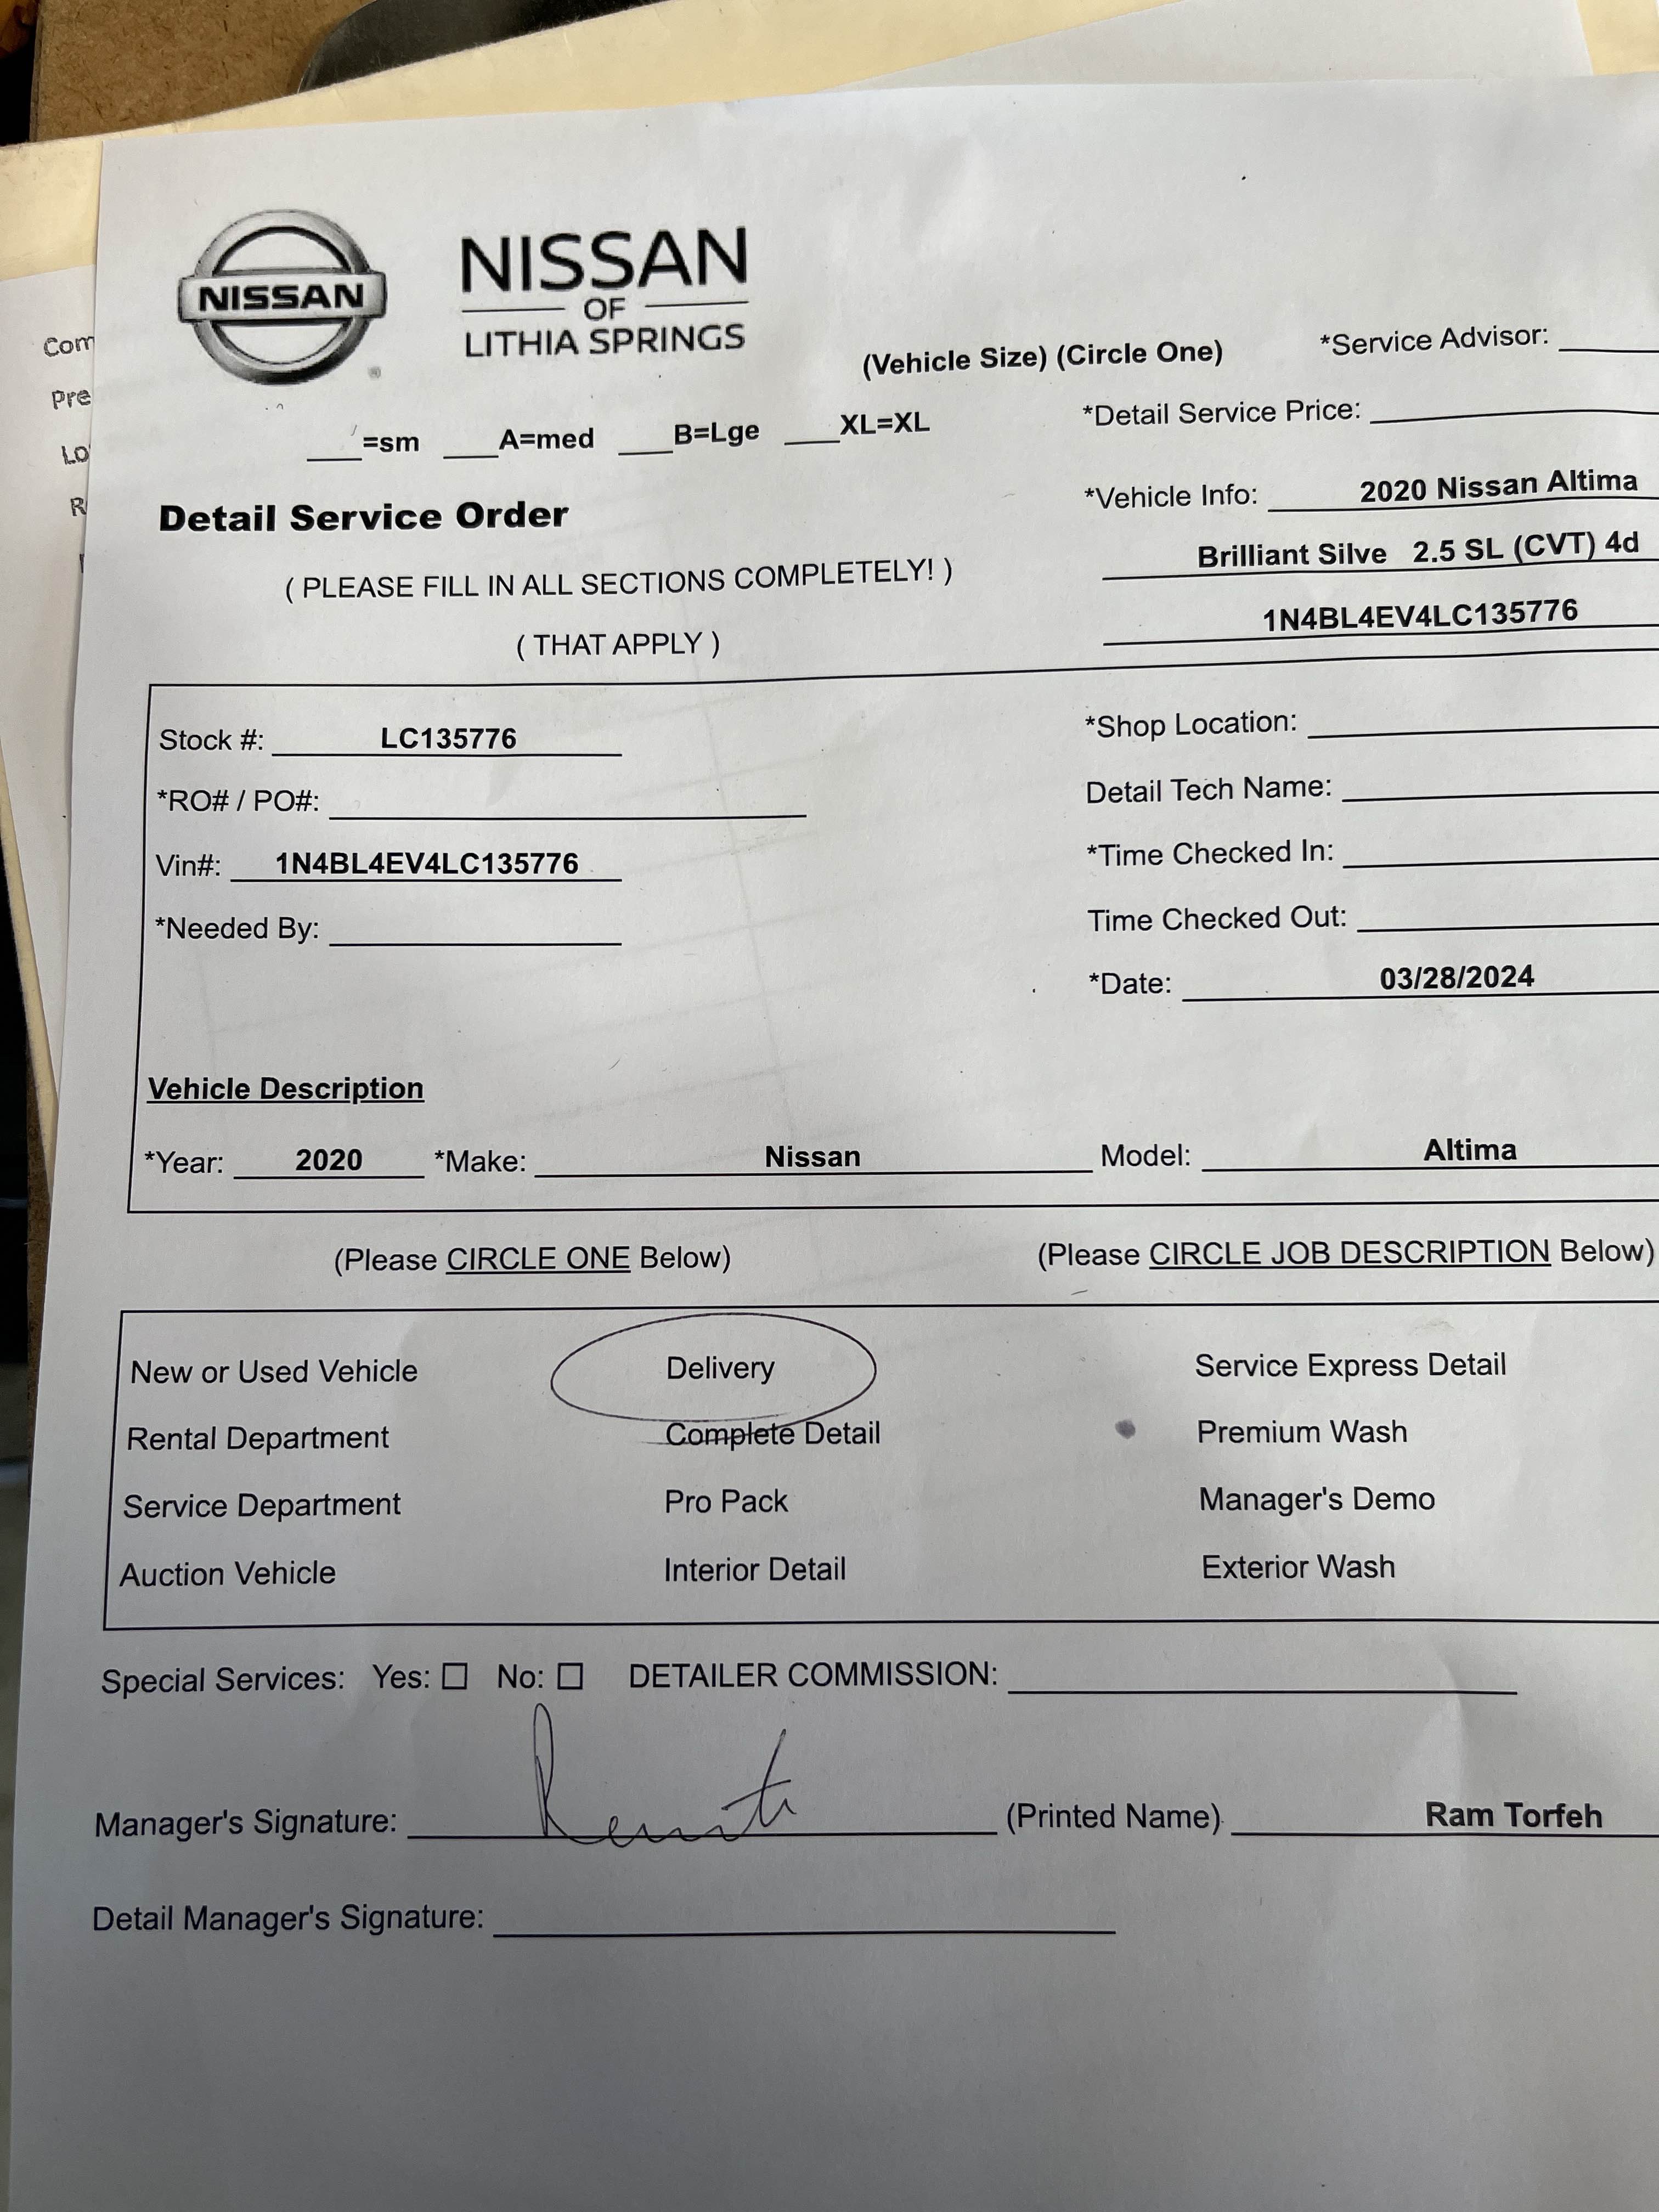 NISSAN
NISSAN
OF
LITHIA SPRINGS
(Vehicle Size) (Circle One)
*Service Advisor:
=sm A=med B=Lge XL=XL
*Detail Service Price:
Detail Service Order
*Vehicle Info: 2020 Nissan Altima
Brilliant Silve 2.5 SL (CVT) 4d
1N4BL4EV4LC135776
( PLEASE FILL IN ALL SECTIONS COMPLETELY! )
( THAT APPLY )
Stock #: LC135776
*Shop Location:
*RO# / PO#:
Detail Tech Name:
Vin#: 1N4BL4EV4LC135776
*Time Checked In:
*Needed By:
Time Checked Out:
*Date: 03/28/2024
Vehicle Description
*Year: 2020 *Make: Nissan Model: Altima
(Please CIRCLE ONE Below) (Please CIRCLE JOB DESCRIPTION Below)
New or Used Vehicle Delivery Service Express Detail
Rental Department Complete Detail Premium Wash
Service Department Pro Pack Manager's Demo
Auction Vehicle Interior Detail Exterior Wash
Special Services: Yes: ☐ No: ☐ DETAILER COMMISSION:
Manager's Signature: (Printed Name) Ram Torfeh
Detail Manager's Signature:
Com
Pre